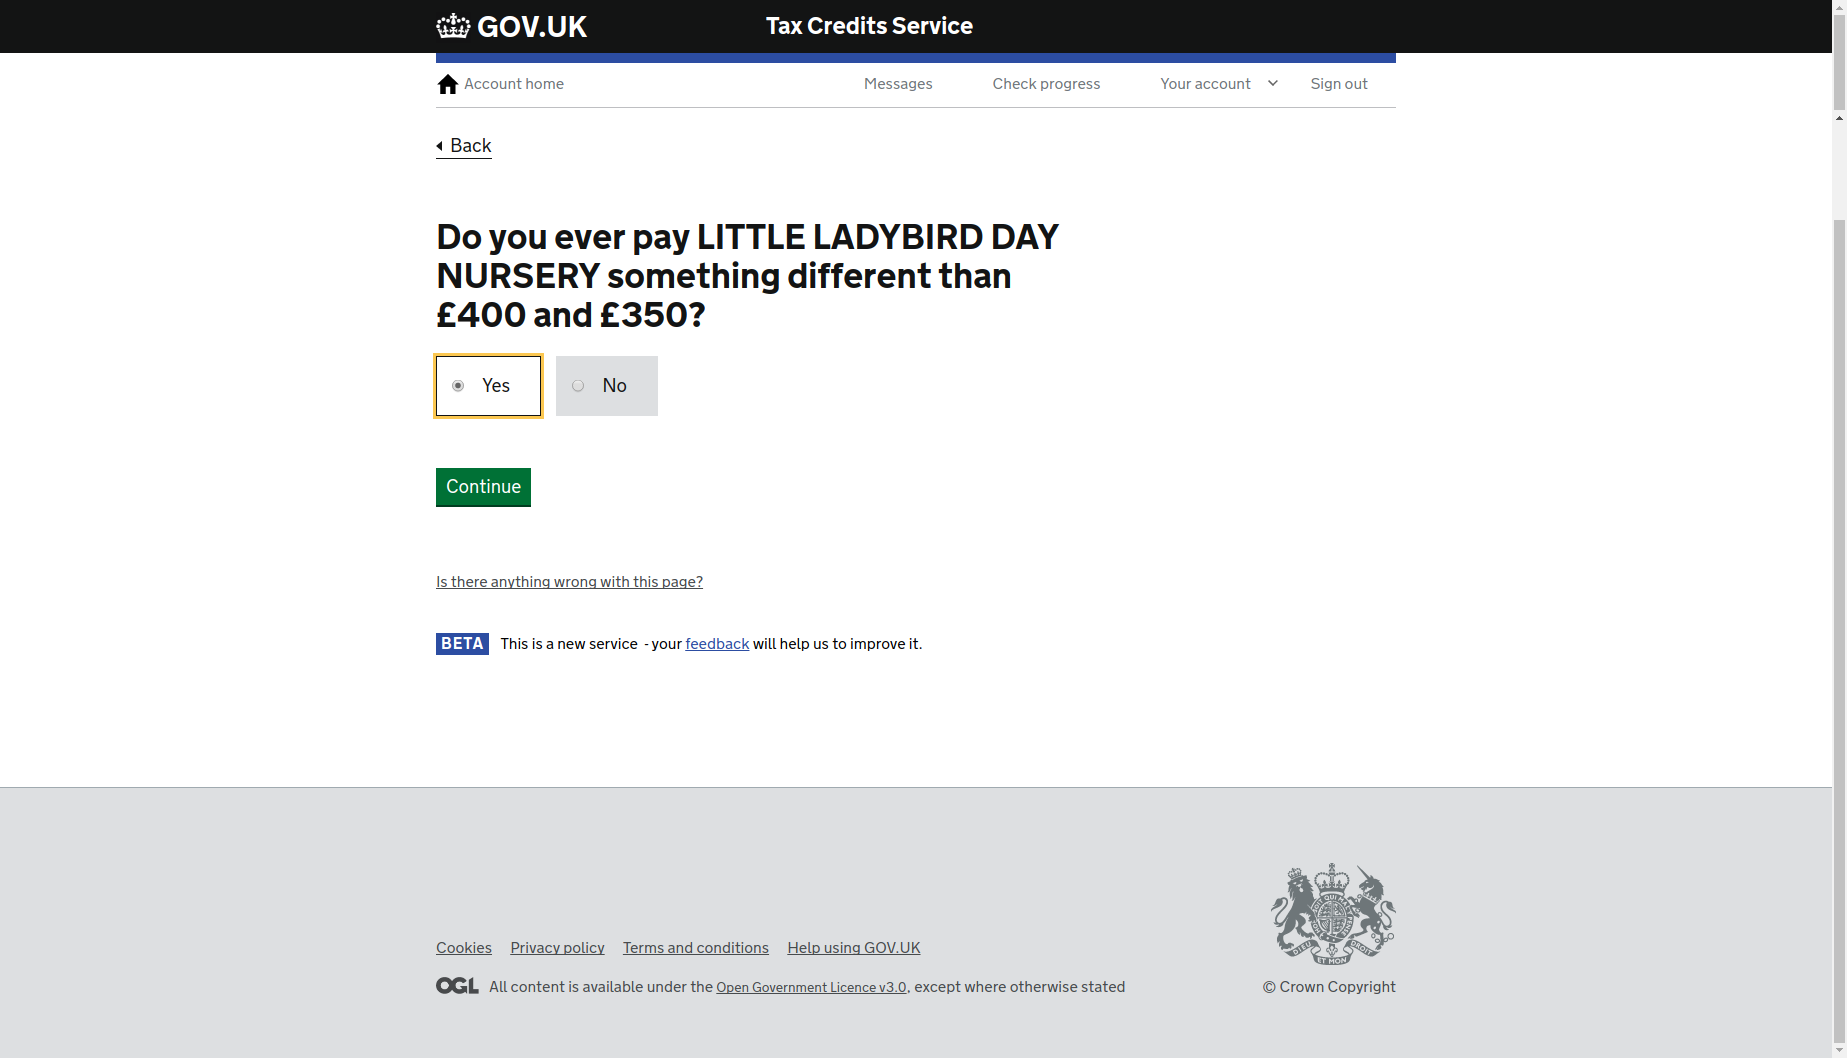 GOV.UK
Tax Credits Service
Account home
Messages
Check progress
Your account
Sign out
Back
Do you ever pay LITTLE LADYBIRD DAY
NURSERY something different than
£400 and £350?
Yes
No
Continue
Is there anything wrong with this page?
BETA This is a new service - your feedback will help us to improve it.
Cookies
Privacy policy
Terms and conditions
Help using GOV.UK
OGL All content is available under the Open Government Licence v3.0, except where otherwise stated
© Crown Copyright